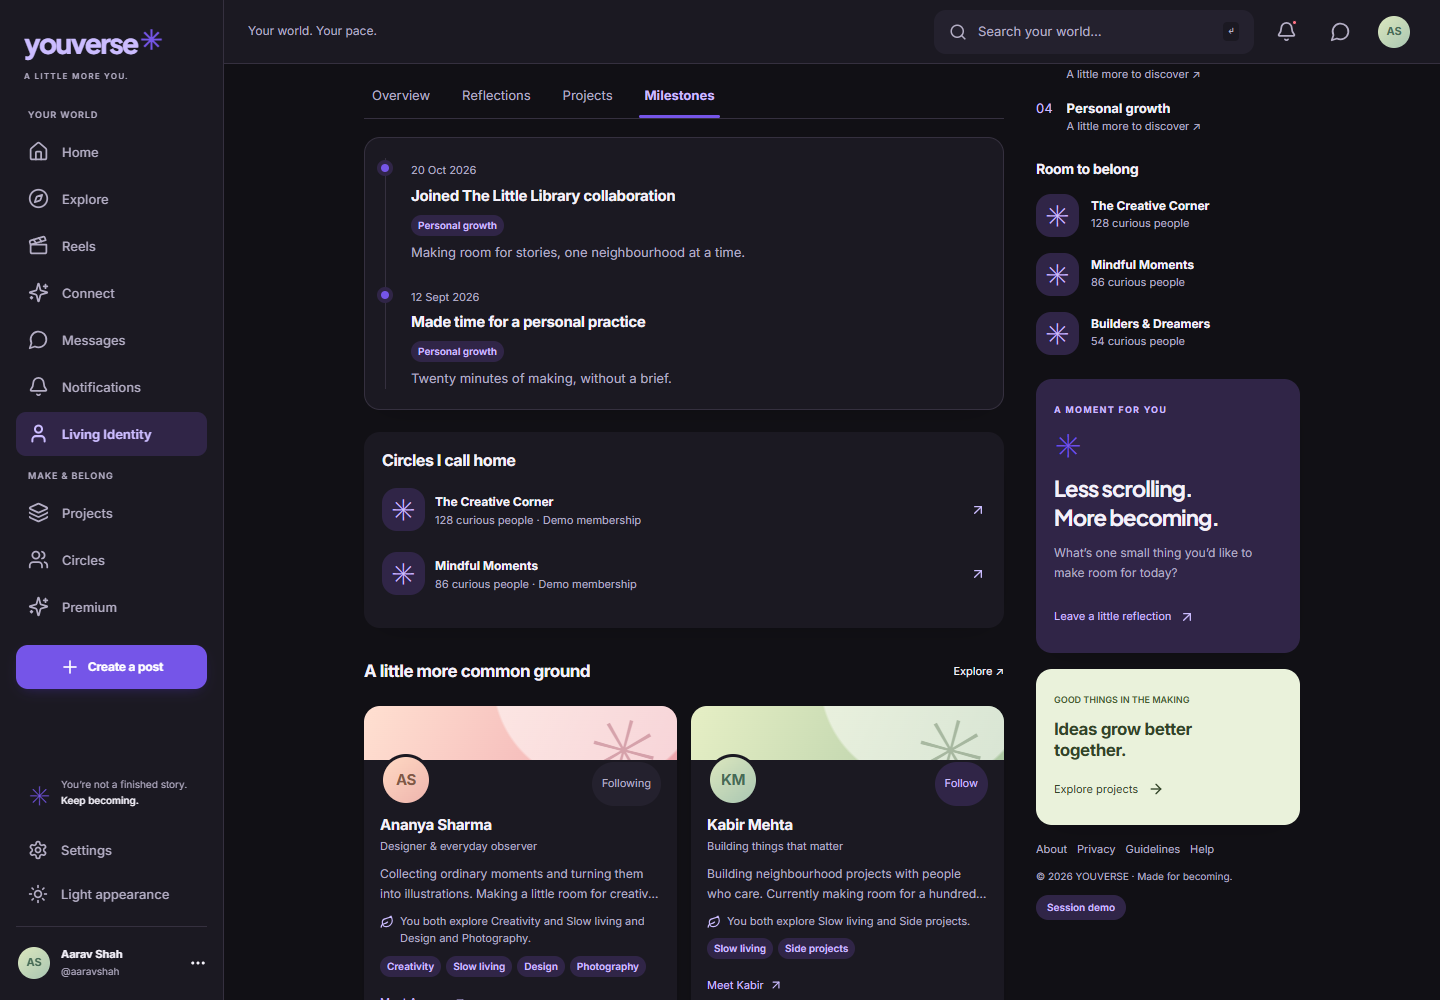 youverse
A LITTLE MORE YOU.
YOUR WORLD
Home
Explore
Reels
Connect
Messages
Notifications
Living Identity
MAKE & BELONG
Projects
Circles
Premium
Create a post
You're not a finished story.
Keep becoming.
Settings
Light appearance
AS
Aarav Shah
@aaravshah
Your world. Your pace.
Search your world...
AS
Overview
Reflections
Projects
Milestones
20 Oct 2026
Joined The Little Library collaboration
Personal growth
Making room for stories, one neighbourhood at a time.
12 Sept 2026
Made time for a personal practice
Personal growth
Twenty minutes of making, without a brief.
Circles I call home
The Creative Corner
128 curious people · Demo membership
Mindful Moments
86 curious people · Demo membership
A little more common ground
Explore ↗
AS
Following
Ananya Sharma
Designer & everyday observer
Collecting ordinary moments and turning them
into illustrations. Making a little room for creativ...
You both explore Creativity and Slow living and
Design and Photography.
Creativity
Slow living
Design
Photography
KM
Follow
Kabir Mehta
Building things that matter
Building neighbourhood projects with people
who care. Currently making room for a hundred...
You both explore Slow living and Side projects.
Slow living
Side projects
Meet Kabir
A little more to discover ↗
04
Personal growth
A little more to discover ↗
Room to belong
The Creative Corner
128 curious people
Mindful Moments
86 curious people
Builders & Dreamers
54 curious people
A MOMENT FOR YOU
Less scrolling.
More becoming.
What's one small thing you'd like to
make room for today?
Leave a little reflection
GOOD THINGS IN THE MAKING
Ideas grow better
together.
Explore projects
About
Privacy
Guidelines
Help
© 2026 YOUVERSE · Made for becoming.
Session demo